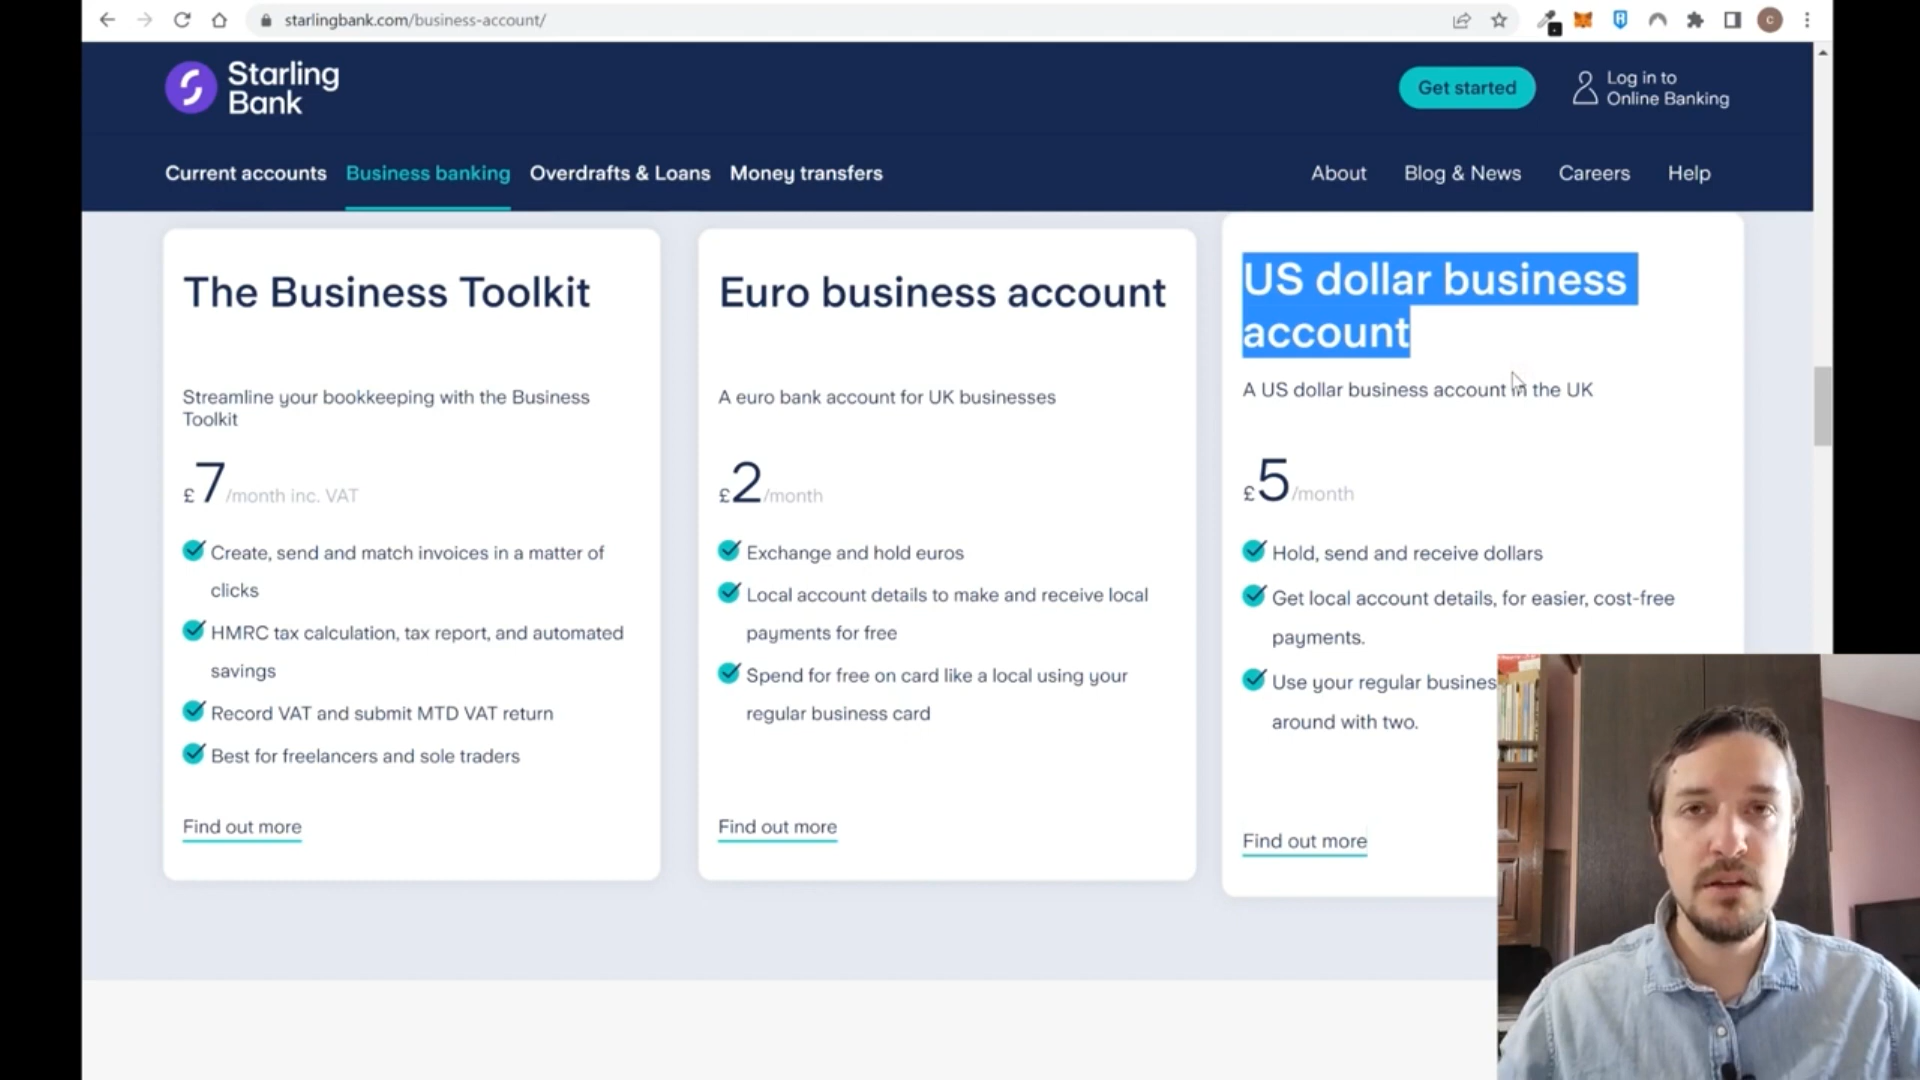 starlingbank.com/business-account/
C
Starling
Bank
Get started
Log in to
Online Banking
Current accounts
Business banking
Overdrafts & Loans
Money transfers
About
Blog & News
Careers
Help
The Business Toolkit
Streamline your bookkeeping with the Business
Toolkit
£7/month inc. VAT
Create, send and match invoices in a matter of
clicks
HMRC tax calculation, tax report, and automated
savings
Record VAT and submit MTD VAT return
Best for freelancers and sole traders
Find out more
Euro business account
A euro bank account for UK businesses
£2/month
Exchange and hold euros
Local account details to make and receive local
payments for free
Spend for free on card like a local using your
regular business card
Find out more
US dollar business
account
A US dollar business account in the UK
£5/month
Hold, send and receive dollars
Get local account details, for easier, cost-free
payments.
Use your regular busines
around with two.
Find out more